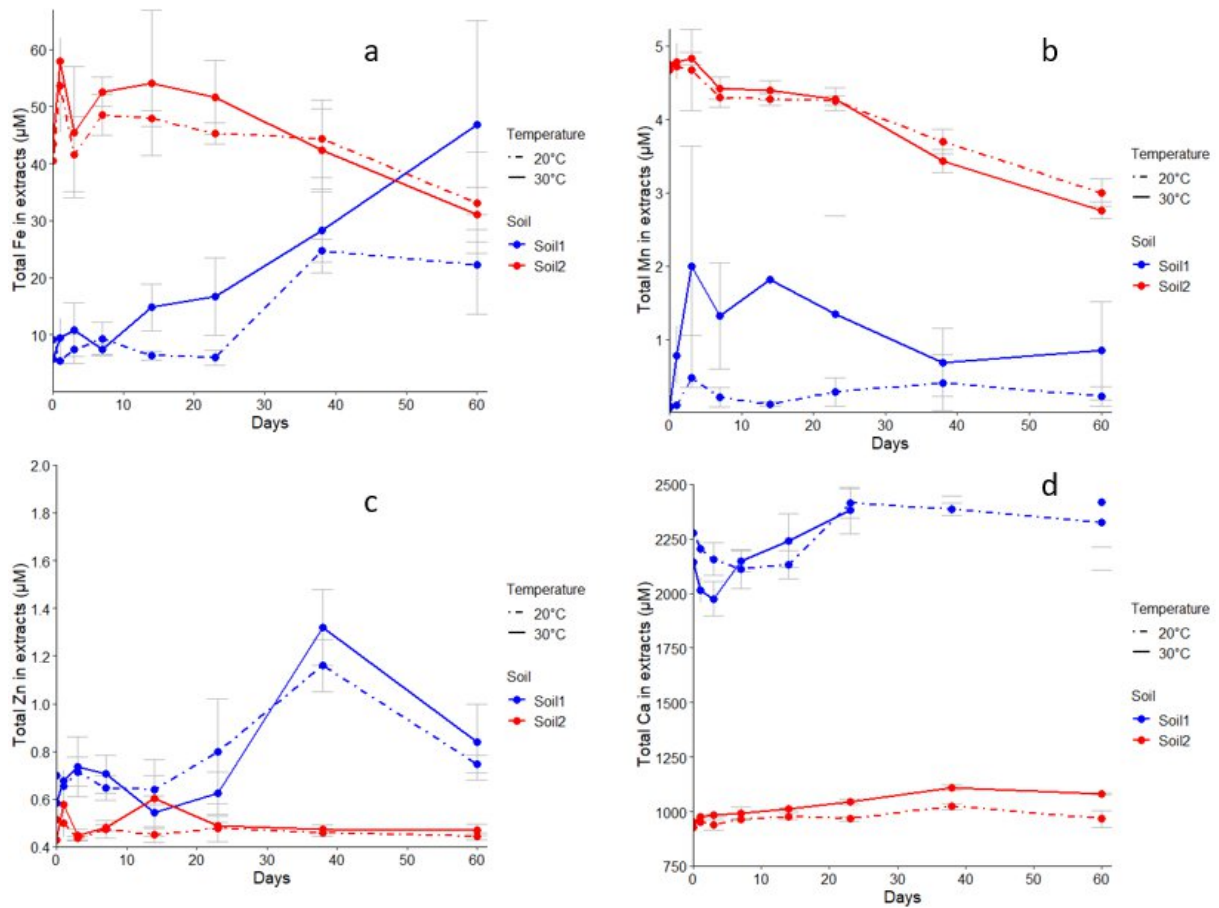 a
Total Fe in extracts (µM)
60
50
40
30
20
10
0 10 20 30 40 50 60
Days
Temperature
20°C
30°C
Soil
Soil1
Soil2
b
Total Mn in extracts (µM)
5
4
3
2
1
0 10 20 30 40 50 60
Days
Temperature
20°C
30°C
Soil
Soil1
Soil2
c
Total Zn in extracts (µM)
2.0
1.8
1.6
1.4
1.2
1.0
0.8
0.6
0.4
0 10 20 30 40 50 60
Days
Temperature
20°C
30°C
Soil
Soil1
Soil2
d
Total Ca in extracts (µM)
2500
2250
2000
1750
1500
1250
1000
750
0 10 20 30 40 50 60
Days
Temperature
20°C
30°C
Soil
Soil1
Soil2